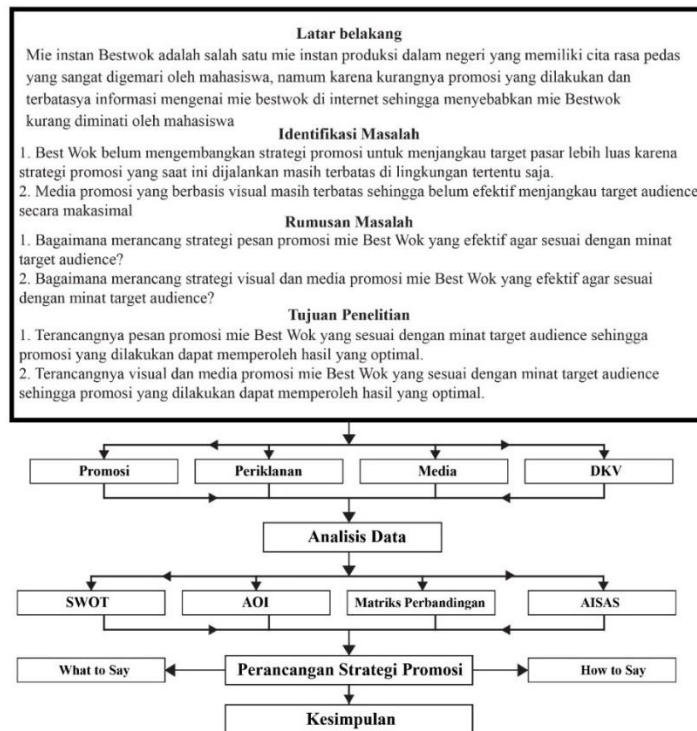 Latar belakang
Mie instan Bestwok adalah salah satu mie instan produksi dalam negeri yang memiliki cita rasa pedas
yang sangat digemari oleh mahasiswa, namum karena kurangnya promosi yang dilakukan dan
terbatasya informasi mengenai mie bestwok di internet sehingga menyebabkan mie Bestwok
kurang diminati oleh mahasiswa
Identifikasi Masalah
1. Best Wok belum mengembangkan strategi promosi untuk menjangkau target pasar lebih luas karena
strategi promosi yang saat ini dijalankan masih terbatas di lingkungan tertentu saja.
2. Media promosi yang berbasis visual masih terbatas sehingga belum efektif menjangkau target audience
secara makasimal
Rumusan Masalah
1. Bagaimana merancang strategi pesan promosi mie Best Wok yang efektif agar sesuai dengan minat
target audience?
2. Bagaimana merancang strategi visual dan media promosi mie Best Wok yang efektif agar sesuai
dengan minat target audience?
Tujuan Penelitian
1. Terancangnya pesan promosi mie Best Wok yang sesuai dengan minat target audience sehingga
promosi yang dilakukan dapat memperoleh hasil yang optimal.
2. Terancangnya visual dan media promosi mie Best Wok yang sesuai dengan minat target audience
sehingga promosi yang dilakukan dapat memperoleh hasil yang optimal.
Promosi
Periklanan
Media
DKV
Analisis Data
SWOT
AOI
Matriks Perbandingan
AISAS
What to Say
Perancangan Strategi Promosi
How to Say
Kesimpulan